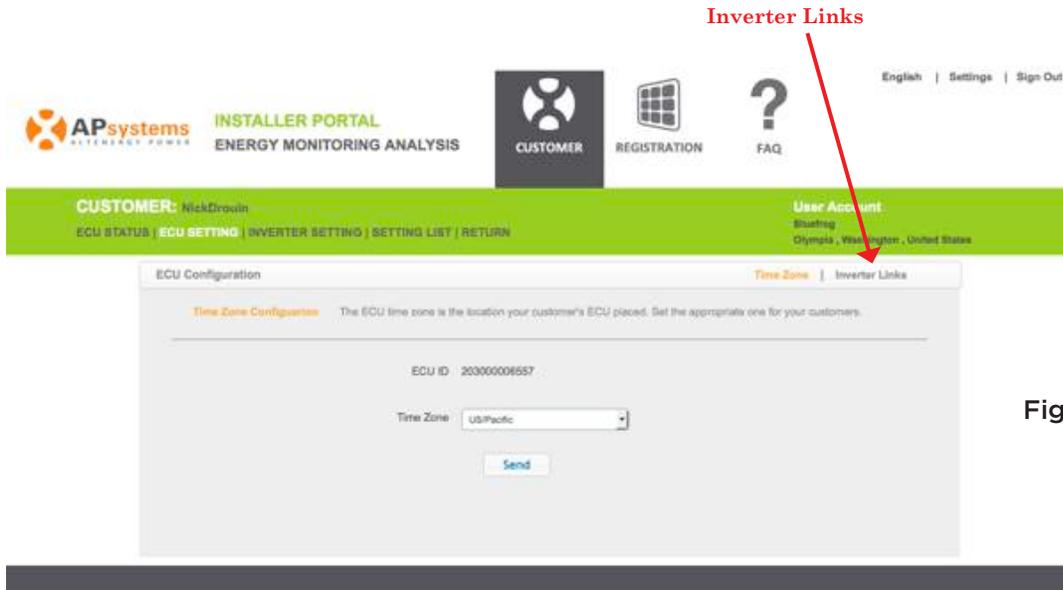 Inverter Links
English | Settings | Sign Out
APsystems
ALTENERGY POWER
INSTALLER PORTAL
ENERGY MONITORING ANALYSIS
CUSTOMER
REGISTRATION
?
FAQ
CUSTOMER: NickDrouin
ECU STATUS | ECU SETTING | INVERTER SETTING | SETTING LIST | RETURN
User Account
Bluefrog
Olympia , Washington , United States
ECU Configuration
Time Zone | Inverter Links
Time Zone Configuarion The ECU time zone is the location your customer's ECU placed. Set the appropriate one for your customers.
ECU ID 203000006557
Time Zone US/Pacific
Send
Fig